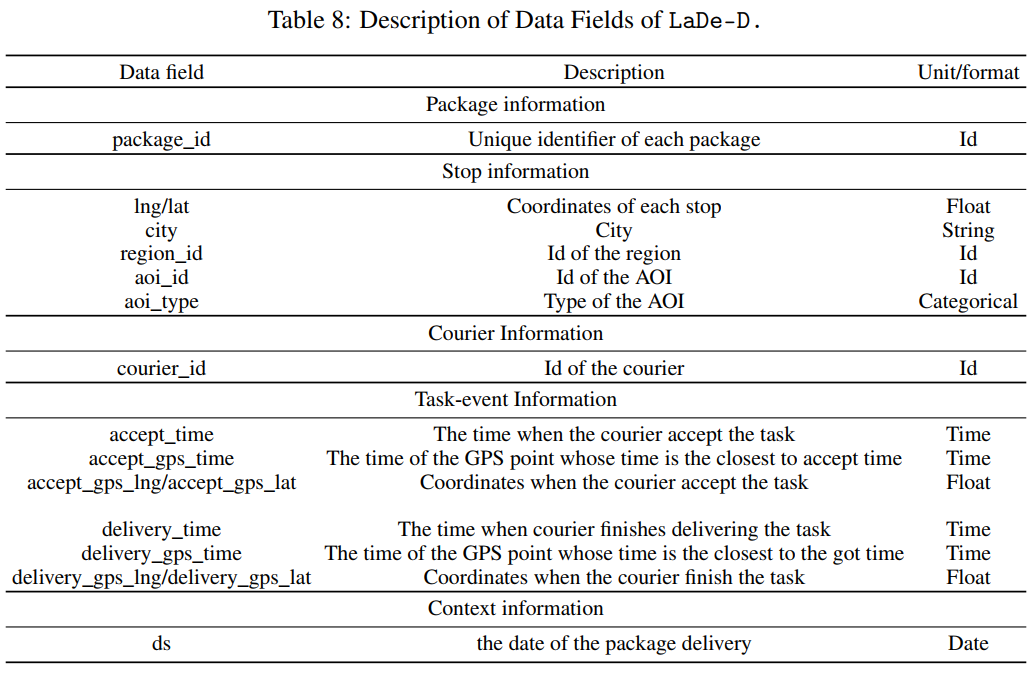 Table 8: Description of Data Fields of LaDe-D.
Data field Description Unit/format
Package information
package_id Unique identifier of each package Id
Stop information
lng/lat Coordinates of each stop Float
city City String
region_id Id of the region Id
aoi_id Id of the AOI Id
aoi_type Type of the AOI Categorical
Courier Information
courier_id Id of the courier Id
Task-event Information
accept_time The time when the courier accept the task Time
accept_gps_time The time of the GPS point whose time is the closest to accept time Time
accept_gps_lng/accept_gps_lat Coordinates when the courier accept the task Float
delivery_time The time when courier finishes delivering the task Time
delivery_gps_time The time of the GPS point whose time is the closest to the got time Time
delivery_gps_lng/delivery_gps_lat Coordinates when the courier finish the task Float
Context information
ds the date of the package delivery Date